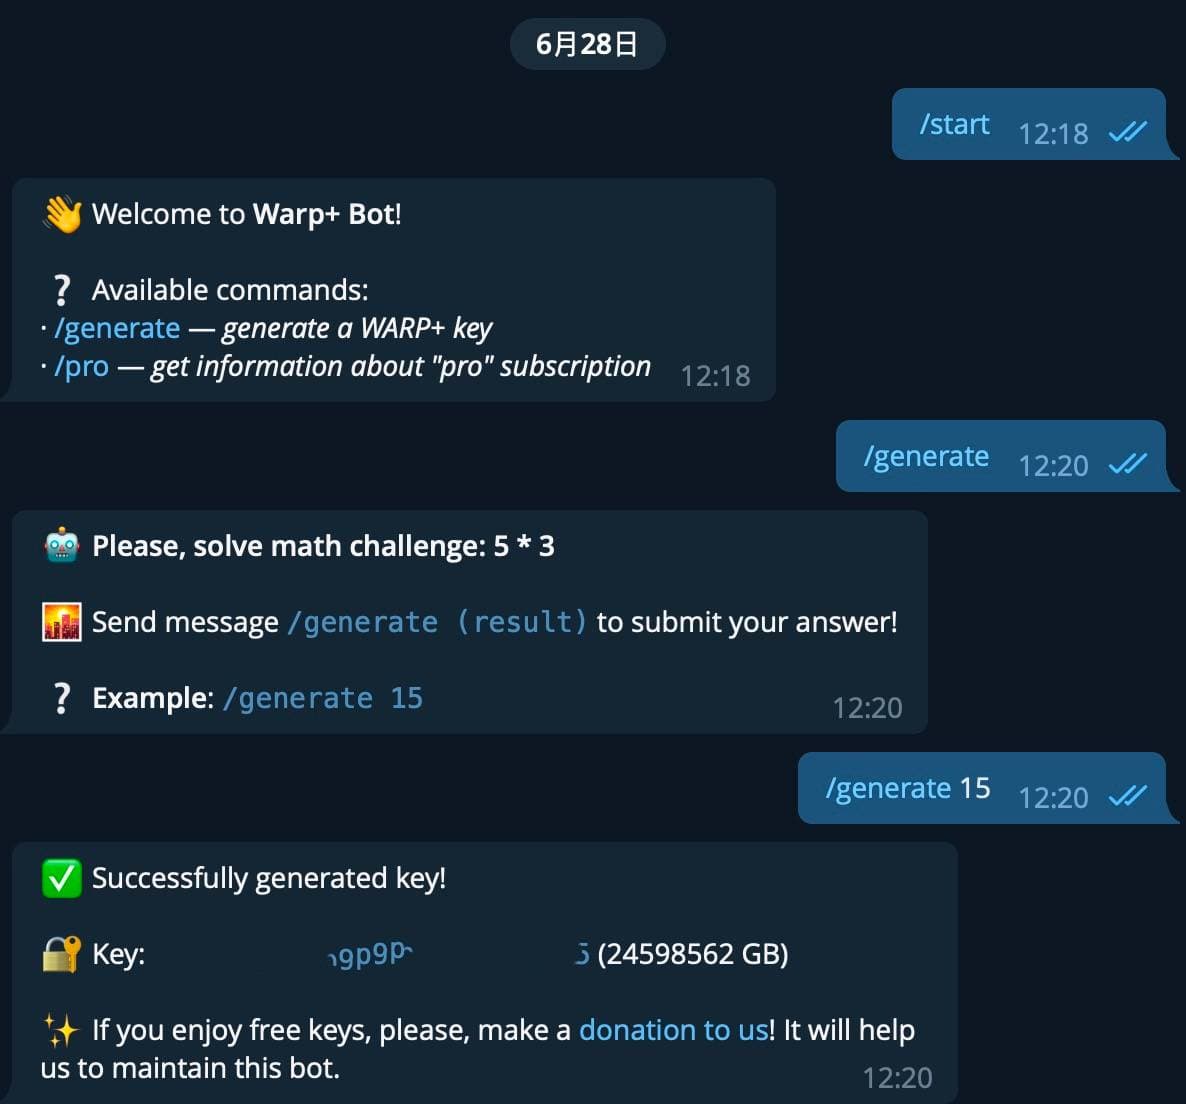 6月28日
/start 12:18
Welcome to Warp+ Bot!
? Available commands:
· /generate — generate a WARP+ key
· /pro — get information about "pro" subscription 12:18
/generate 12:20
Please, solve math challenge: 5 * 3
Send message /generate (result) to submit your answer!
? Example: /generate 15
12:20
/generate 15 12:20
Successfully generated key!
Key: (24598562 GB)
If you enjoy free keys, please, make a donation to us! It will help
us to maintain this bot.
12:20